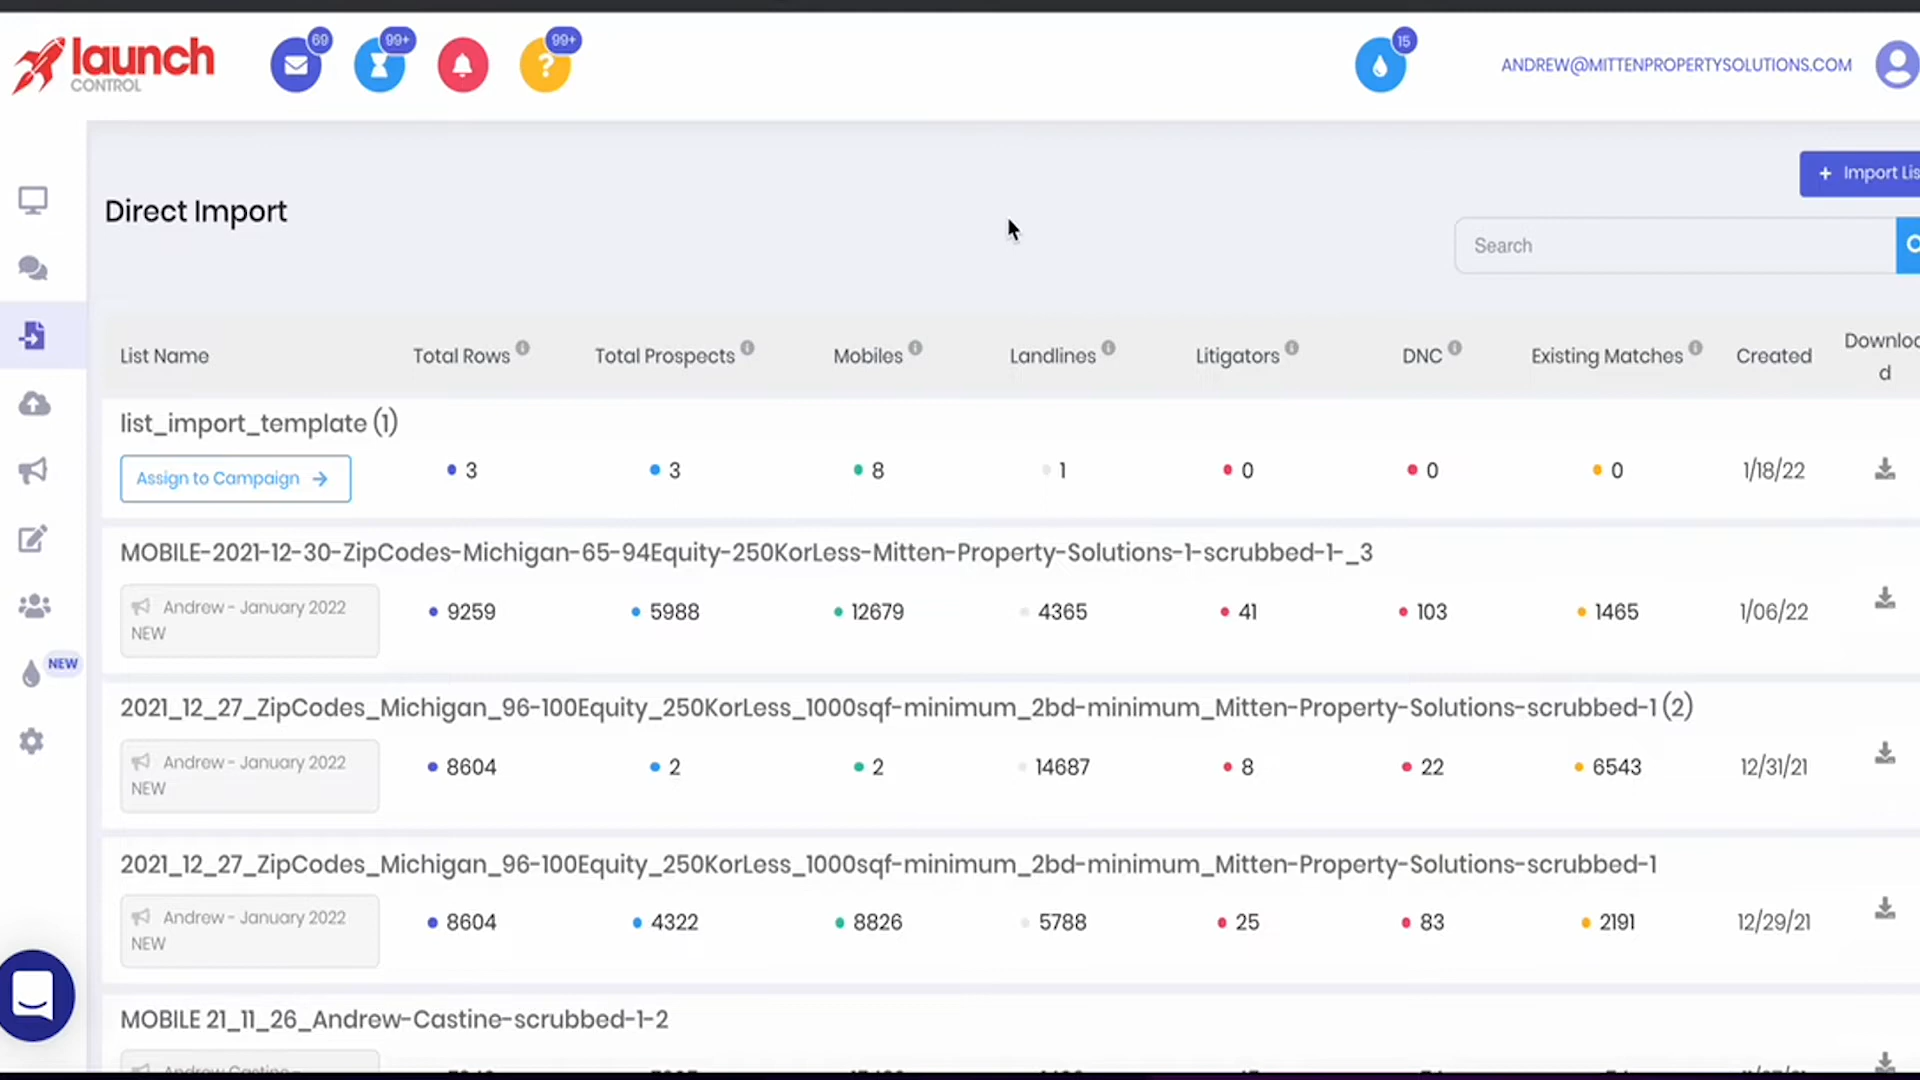 launch
CONTROL
69
99+
99+
15
ANDREW@MITTENPROPERTYSOLUTIONS.COM
+ Import Lis
Direct Import
Search
List Name
Total Rows
Total Prospects
Mobiles
Landlines
Litigators
DNC
Existing Matches
Created
Downloa
d
list_import_template (1)
Assign to Campaign →
3
3
8
1
0
0
0
1/18/22
MOBILE-2021-12-30-ZipCodes-Michigan-65-94Equity-250KorLess-Mitten-Property-Solutions-1-scrubbed-1-_3
Andrew - January 2022
NEW
9259
5988
12679
4365
41
103
1465
1/06/22
NEW
2021_12_27_ZipCodes_Michigan_96-100Equity_250KorLess_1000sqf-minimum_2bd-minimum_Mitten-Property-Solutions-scrubbed-1 (2)
Andrew - January 2022
NEW
8604
2
2
14687
8
22
6543
12/31/21
2021_12_27_ZipCodes_Michigan_96-100Equity_250KorLess_1000sqf-minimum_2bd-minimum_Mitten-Property-Solutions-scrubbed-1
Andrew - January 2022
NEW
8604
4322
8826
5788
25
83
2191
12/29/21
MOBILE 21_11_26_Andrew-Castine-scrubbed-1-2
Andrew Castine -